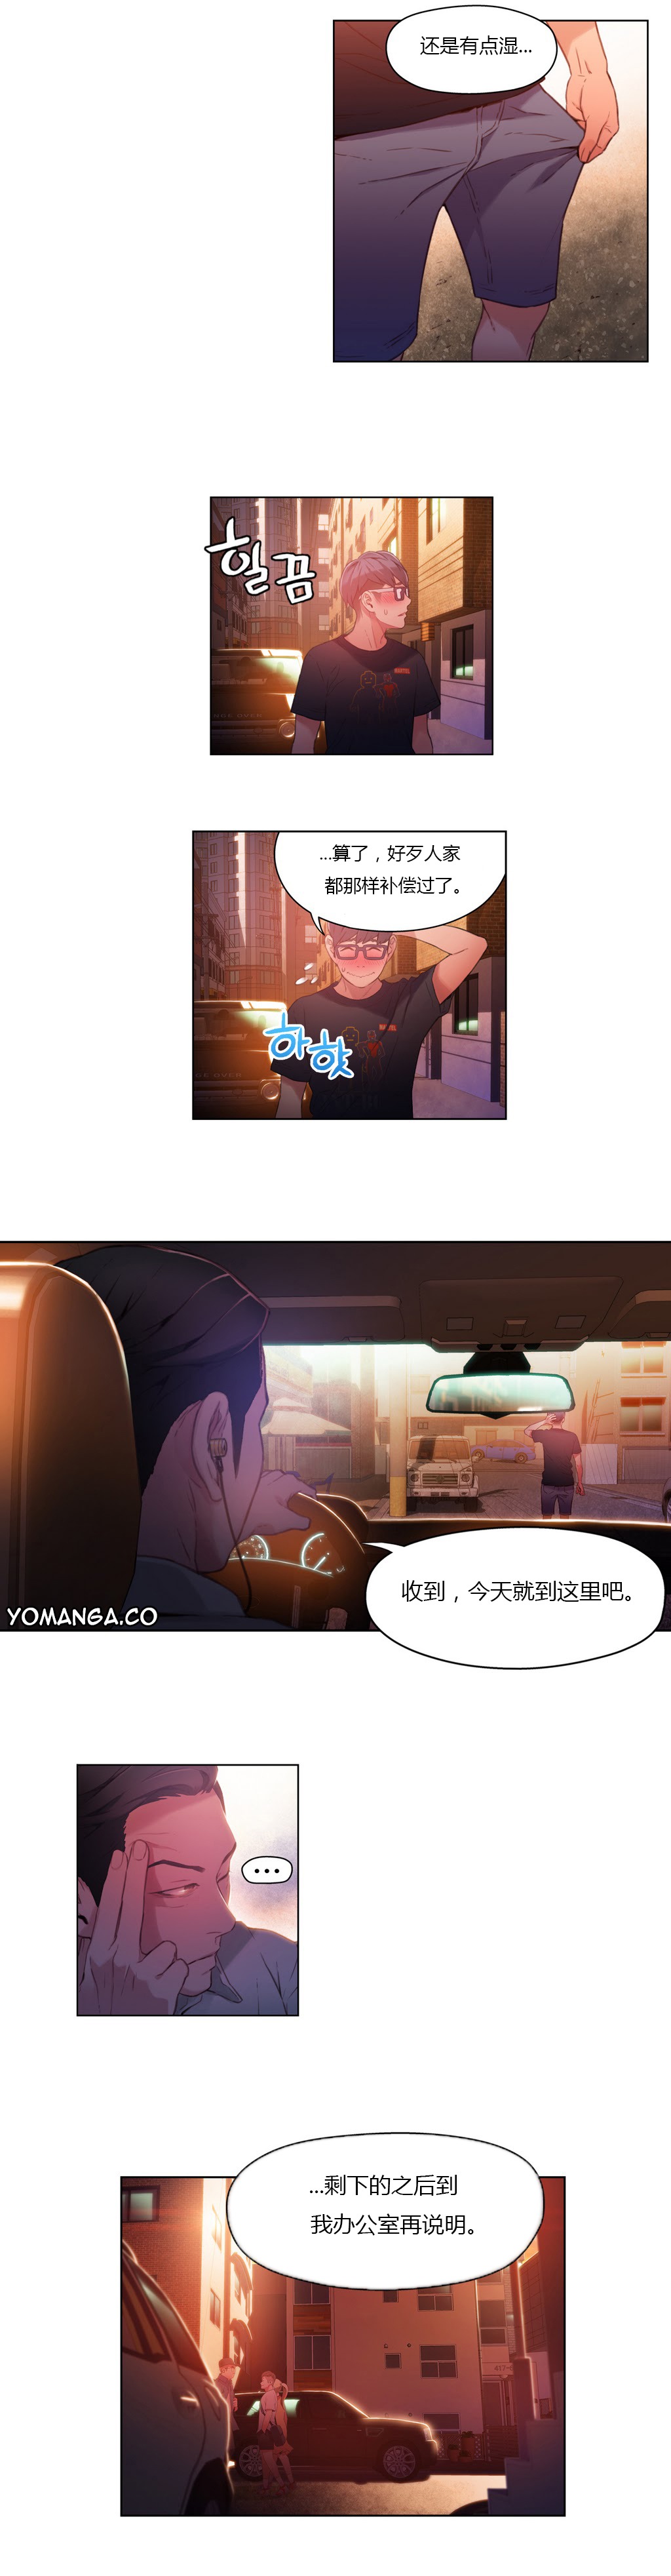 还是有点湿...
힐끔
...算了，好歹人家
都那样补偿过了。
하핫
收到，今天就到这里吧。
YOMANGA.CO
...
...剩下的之后到
我办公室再说明。